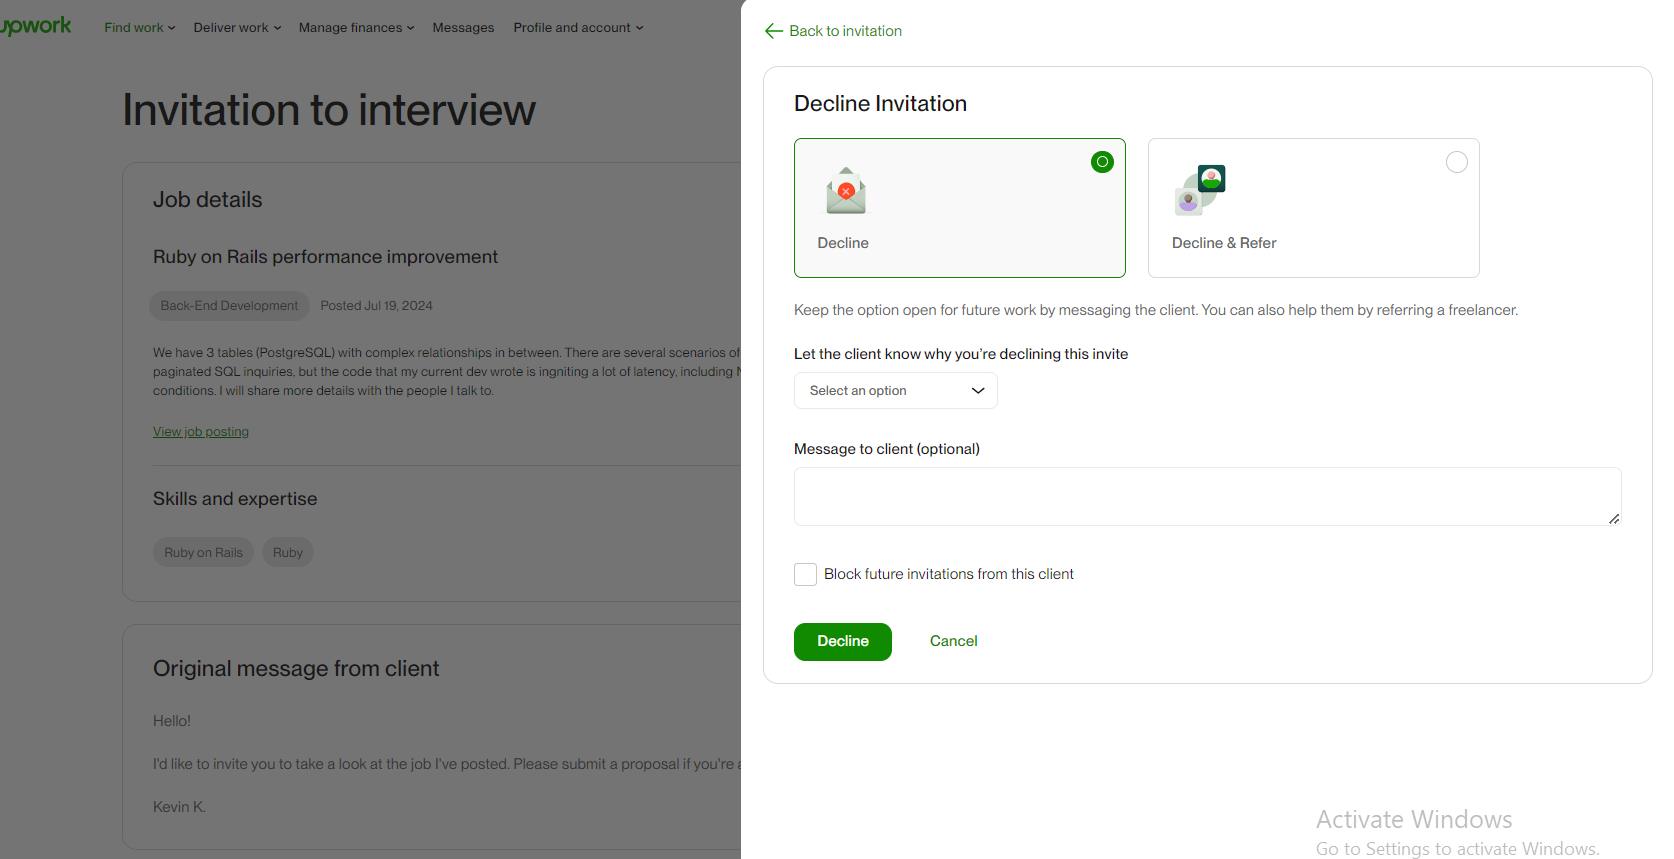 upwork
Find work
Deliver work
Manage finances
Messages
Profile and account
Invitation to interview
Job details
Ruby on Rails performance improvement
Back-End Development
Posted Jul 19, 2024
We have 3 tables (PostgreSQL) with complex relationships in between. There are several scenarios of
paginated SQL inquiries, but the code that my current dev wrote is ingniting a lot of latency, including
conditions. I will share more details with the people I talk to.
View job posting
Skills and expertise
Ruby on Rails
Ruby
Original message from client
Hello!
I'd like to invite you to take a look at the job I've posted. Please submit a proposal if you're
Kevin K.
Back to invitation
Decline Invitation
Decline
Decline & Refer
Keep the option open for future work by messaging the client. You can also help them by referring a freelancer.
Let the client know why you're declining this invite
Select an option
Message to client (optional)
Block future invitations from this client
Decline
Cancel
Activate Windows
Go to Settings to activate Windows.